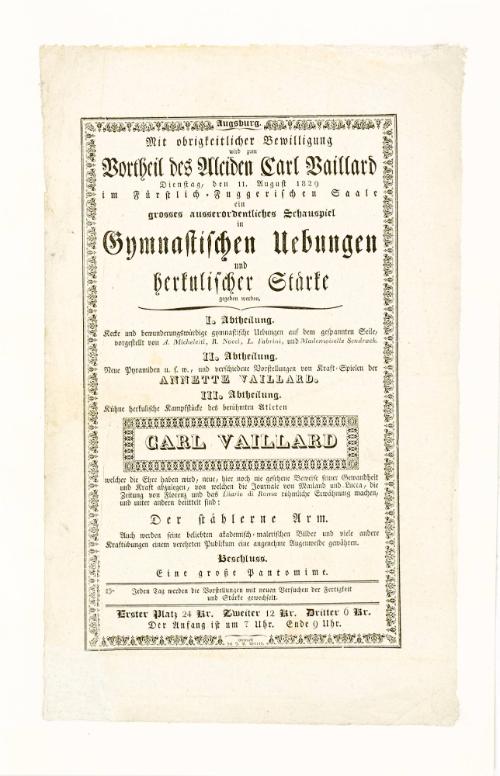 Augsburg.
Mit obrigkeitlicher Bewilligung
wird zum
Vortheil des Alciden Carl Vaillard
Dienstag, den 11. August 1829
im Fürstlich-Fuggerischen Saale
ein
grosses ausserordentliches Schauspiel
in
Gymnastischen Uebungen
und
herkulischer Stärke
gegeben werden.
I. Abtheilung.
Kecke und bewunderungswürdige gymnastische Uebungen auf dem gespannten Seile,
vorgestellt von A. Micheletti, B. Novci, L. Fabrini, und Mademoiselle Sendrach.
II. Abtheilung.
Neue Pyramiden u. s. w., und verschiedene Vorstellungen von Kraft-Spielen der
ANNETTE VAILLARD.
III. Abtheilung.
Kühne herkulische Kampfstücke des berühmten Atleten
CARL VAILLARD
welcher die Ehre haben wird, neue, hier noch nie gesehene Beweise seiner Gewandtheit
und Kraft abzulegen, von welchen die Journale von Mailand und Lucca, die
Zeitung von Florenz und das Diario di Roma rühmliche Erwähnung machen,
und unter andern betittelt sind:
Der stählerne Arm.
Auch werden seine beliebten akademisch-malerischen Bilder und viele andere
Kraftübungen einem verehrten Publikum eine angenehme Augenweide gewähren.
Beschluss.
Eine große Pantomime.
Jeden Tag werden die Vorstellungen mit neuen Versuchen der Fertigkeit
und Stärke gewechselt.
Erster Platz 24 Kr. Zweiter 12 Kr. Dritter 6 Kr.
Der Anfang ist um 7 Uhr. Ende 9 Uhr.